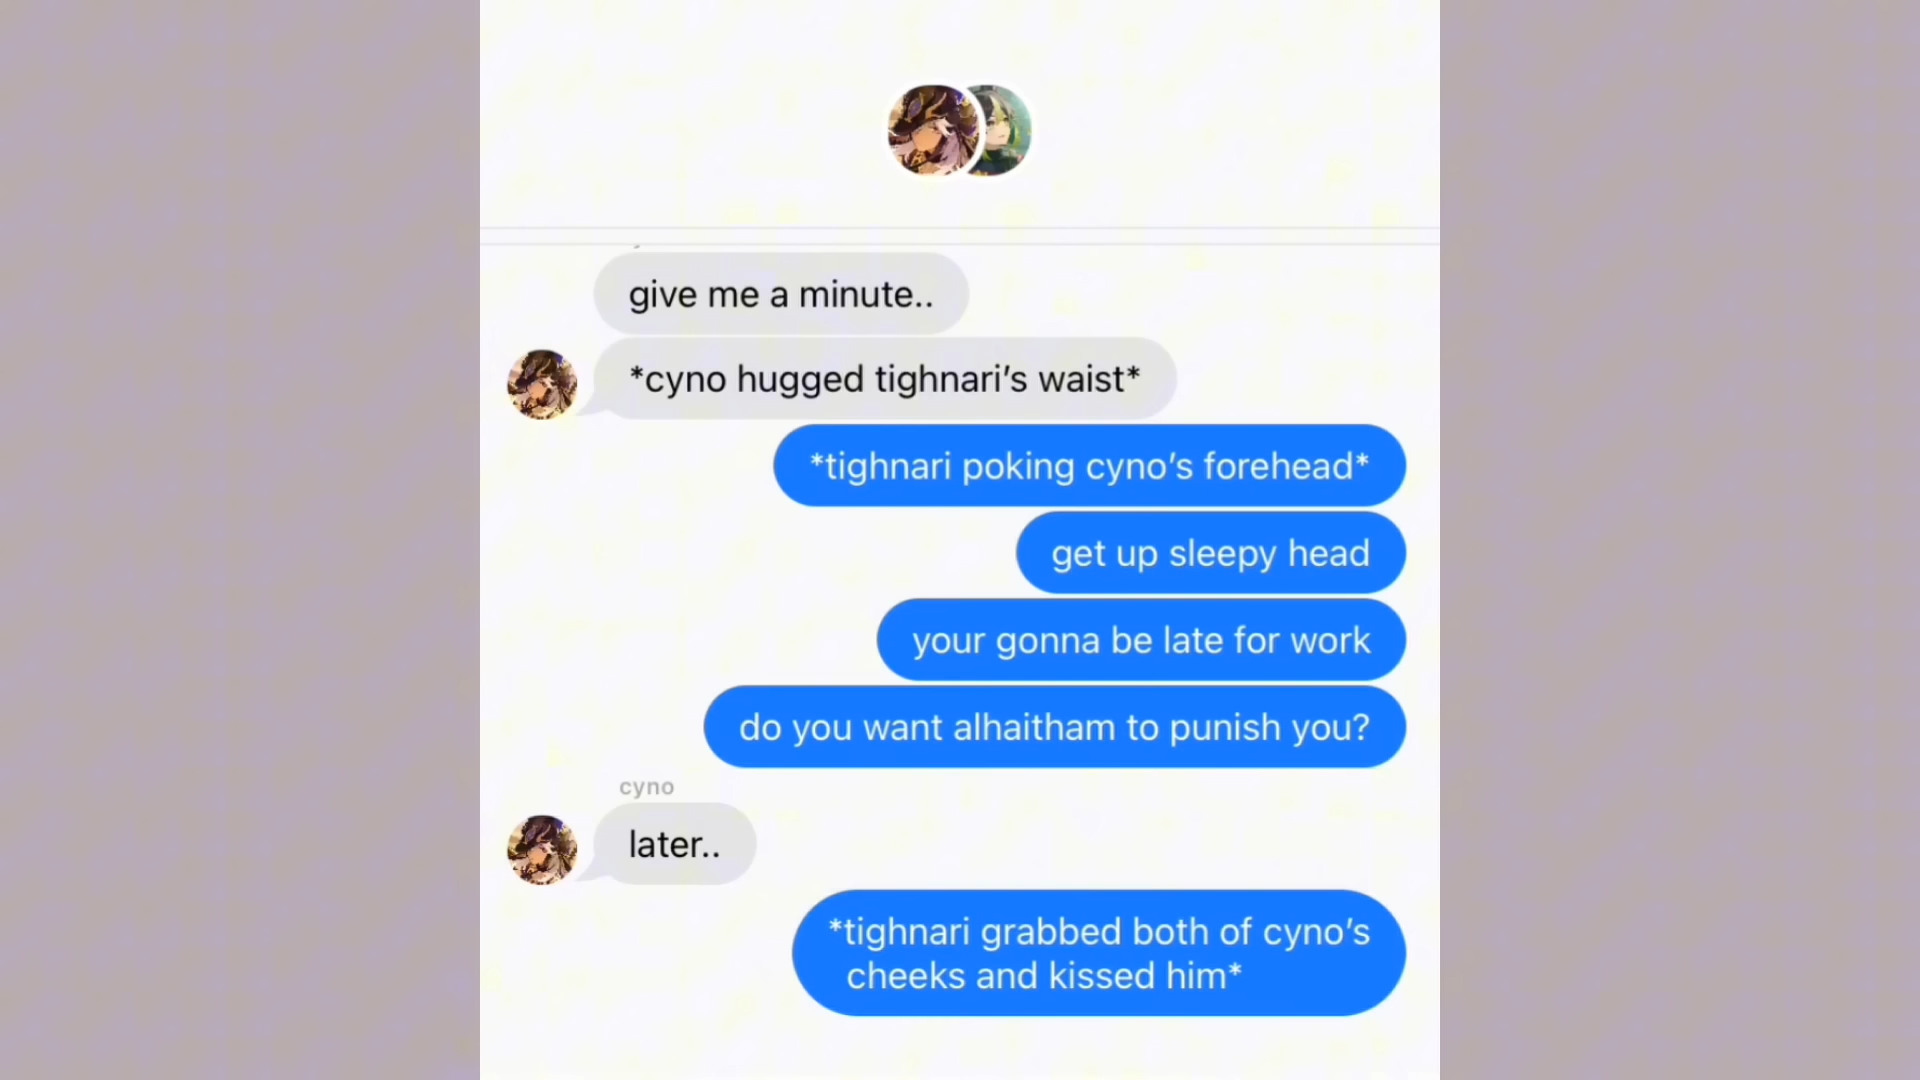 give me a minute..
*cyno hugged tighnari’s waist*
*tighnari poking cyno’s forehead*
get up sleepy head
your gonna be late for work
do you want alhaitham to punish you?
cyno
later..
*tighnari grabbed both of cyno’s
cheeks and kissed him*